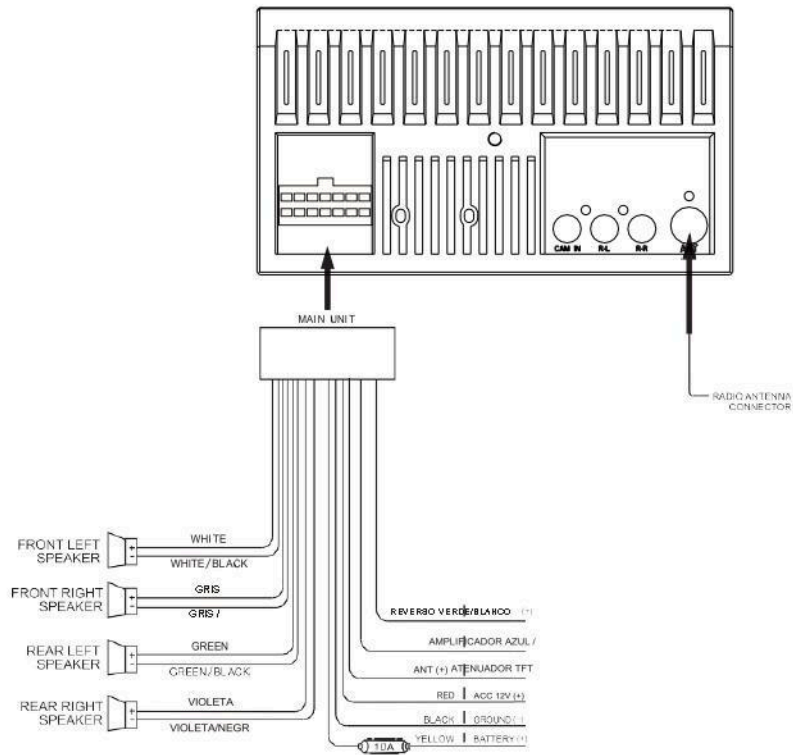 CAM IN R-L R-R
MAIN UNIT
RADIO ANTENNA
CONNECTOR
FRONT LEFT
SPEAKER
+
-
WHITE
WHITE/BLACK
FRONT RIGHT
SPEAKER
+
-
GRIS
GRIS /
REAR LEFT
SPEAKER
+
-
GREEN
GREEN/BLACK
REAR RIGHT
SPEAKER
+
-
VIOLETA
VIOLETA/NEGR
REVERSO VERDE/BLAHCO (+)
AMPLIFICADOR AZUL /
ANT (+) ATENUADOR TFT
RED ACC 12V (+)
BLACK GROUND(-)
10A YELLOW BATTERY(+)